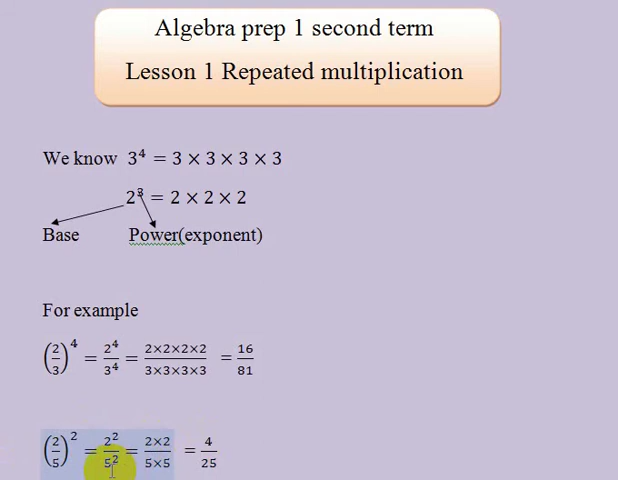 Algebra prep 1 second term
Lesson 1 Repeated multiplication
We know 3⁴ = 3 × 3 × 3 × 3
2³ = 2 × 2 × 2
Base Power(exponent)
For example
(2/3)⁴ = 2⁴/3⁴ = 2×2×2×2/3×3×3×3 = 16/81
(2/5)² = 2²/5² = 2×2/5×5 = 4/25